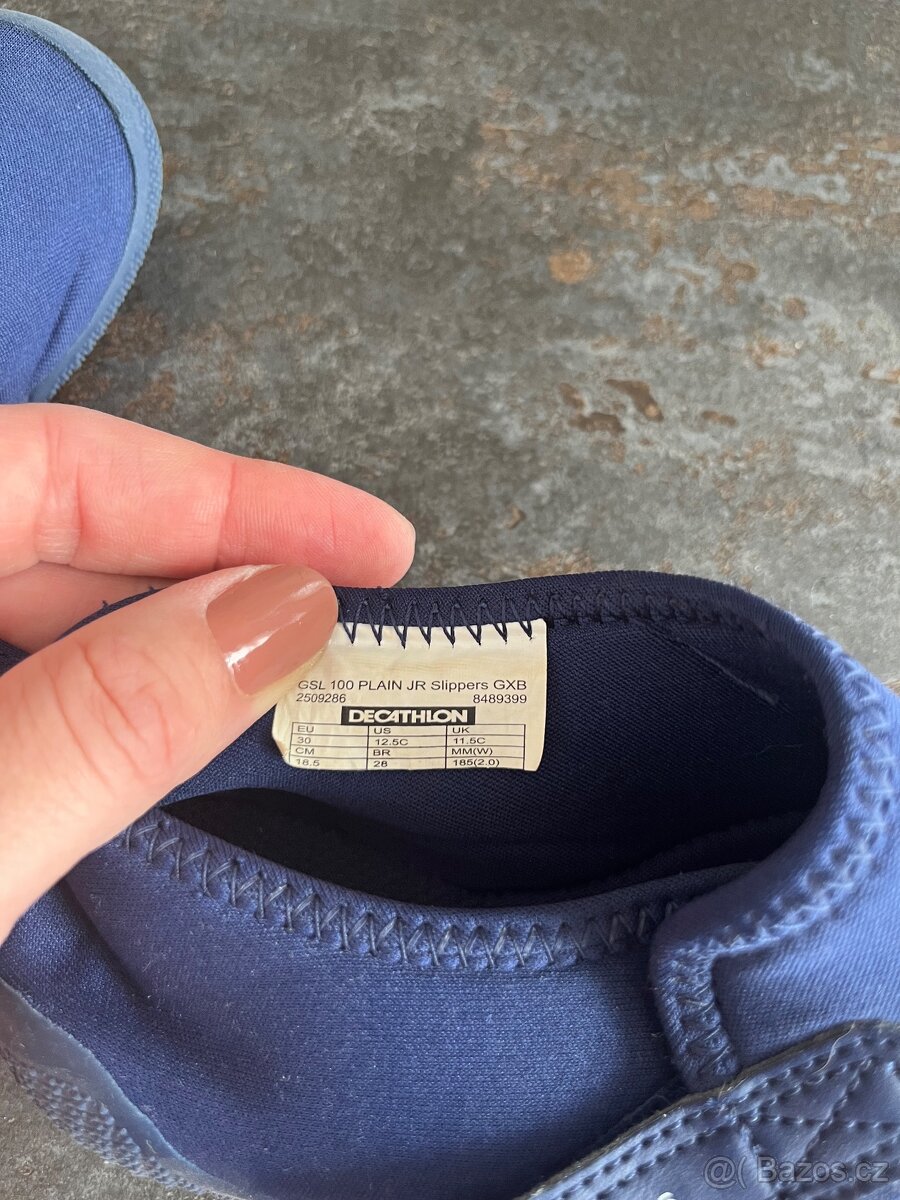 GSL 100 PLAIN JR Slippers GXB
2509286 8489399
DECATHLON
EU US UK
30 12.5C 11.5C
CM BR MM(W)
18.5 28 185(2.0)
@( Bazos.cz